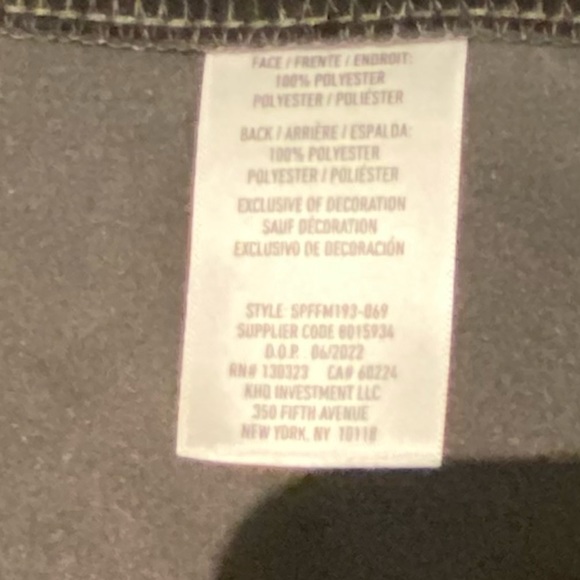 FACE / FRENTE / ENDROIT:
100% POLYESTER
POLYESTER / POLIÉSTER
BACK / ARRIÈRE / ESPALDA:
100% POLYESTER
POLYESTER / POLIÉSTER
EXCLUSIVE OF DECORATION
SAUF DÉCORATION
EXCLUSIVO DE DECORACIÓN
STYLE SPFFM193-069
SUPPLIER CODE 8015934
D.O.P. 06/2022
RN# 130323 CA# 60224
KHQ INVESTMENT LLC
350 FIFTH AVENUE
NEW YORK, NY 10118